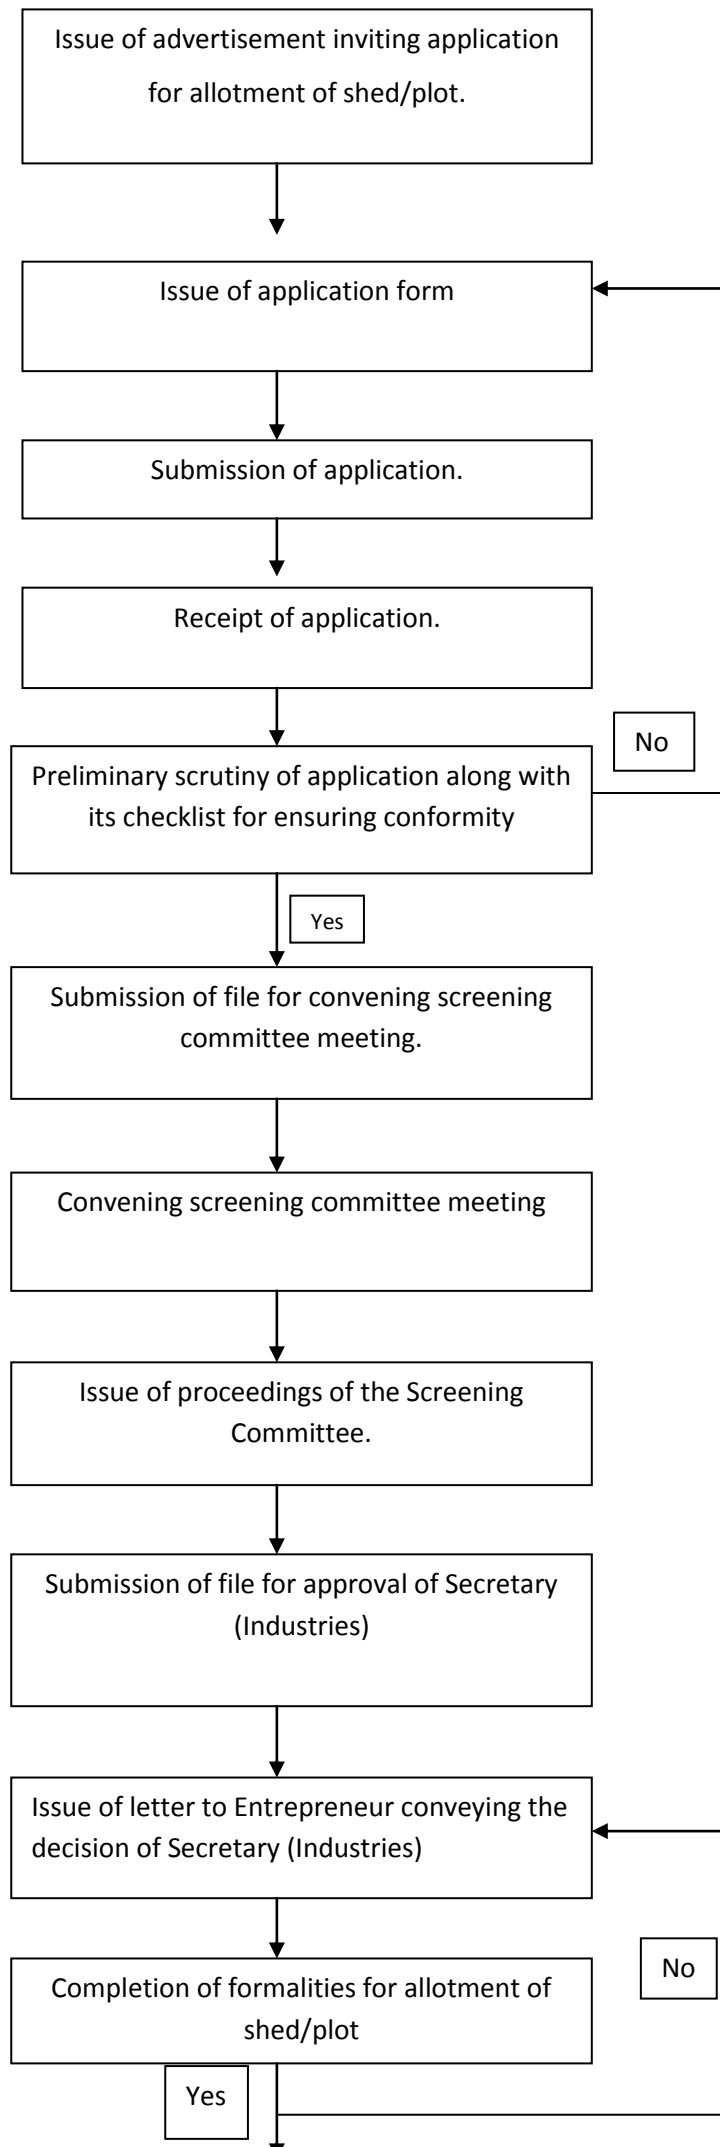 Issue of advertisement inviting application
for allotment of shed/plot.
Issue of application form
Submission of application.
Receipt of application.
No
Preliminary scrutiny of application along with
its checklist for ensuring conformity
Yes
Submission of file for convening screening
committee meeting.
Convening screening committee meeting
Issue of proceedings of the Screening
Committee.
Submission of file for approval of Secretary
(Industries)
Issue of letter to Entrepreneur conveying the
decision of Secretary (Industries)
No
Completion of formalities for allotment of
shed/plot
Yes